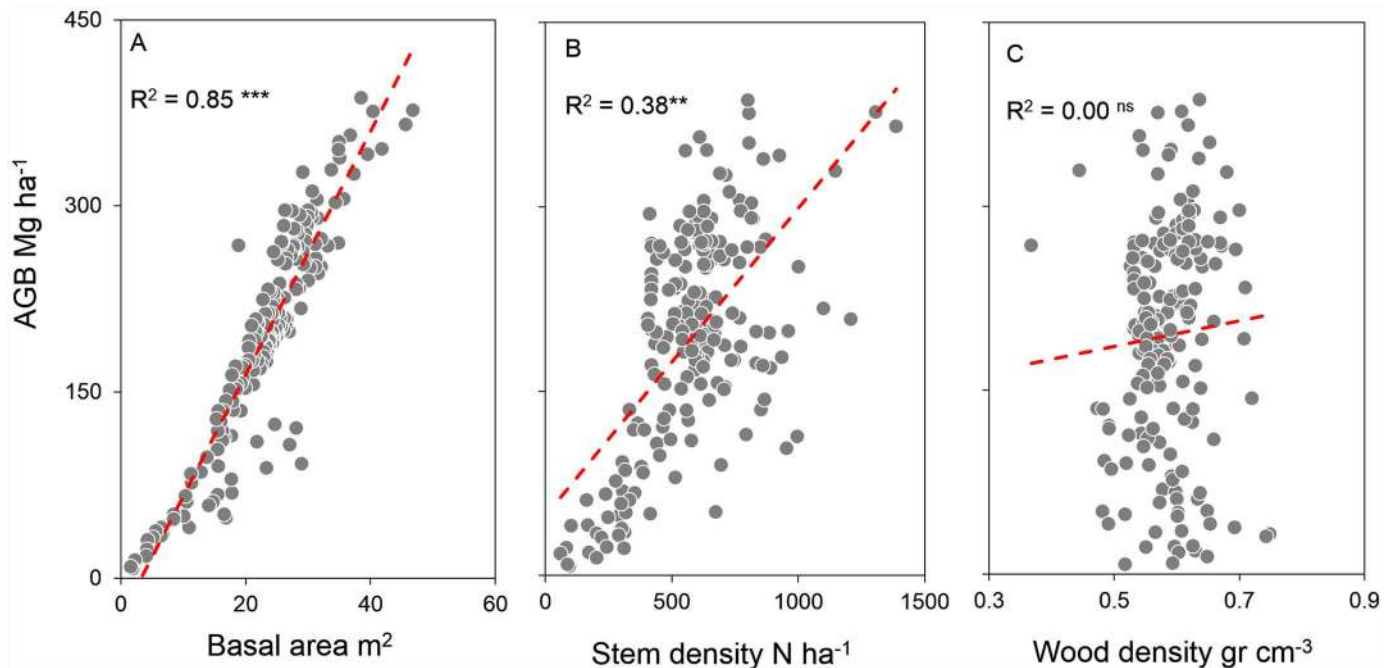 450
300
150
0
AGB Mg ha⁻¹
A
R² = 0.85 ***
0 20 40 60
Basal area m²
B
R² = 0.38**
0 500 1000 1500
Stem density N ha⁻¹
C
R² = 0.00 ⁿˢ
0.3 0.5 0.7 0.9
Wood density gr cm⁻³